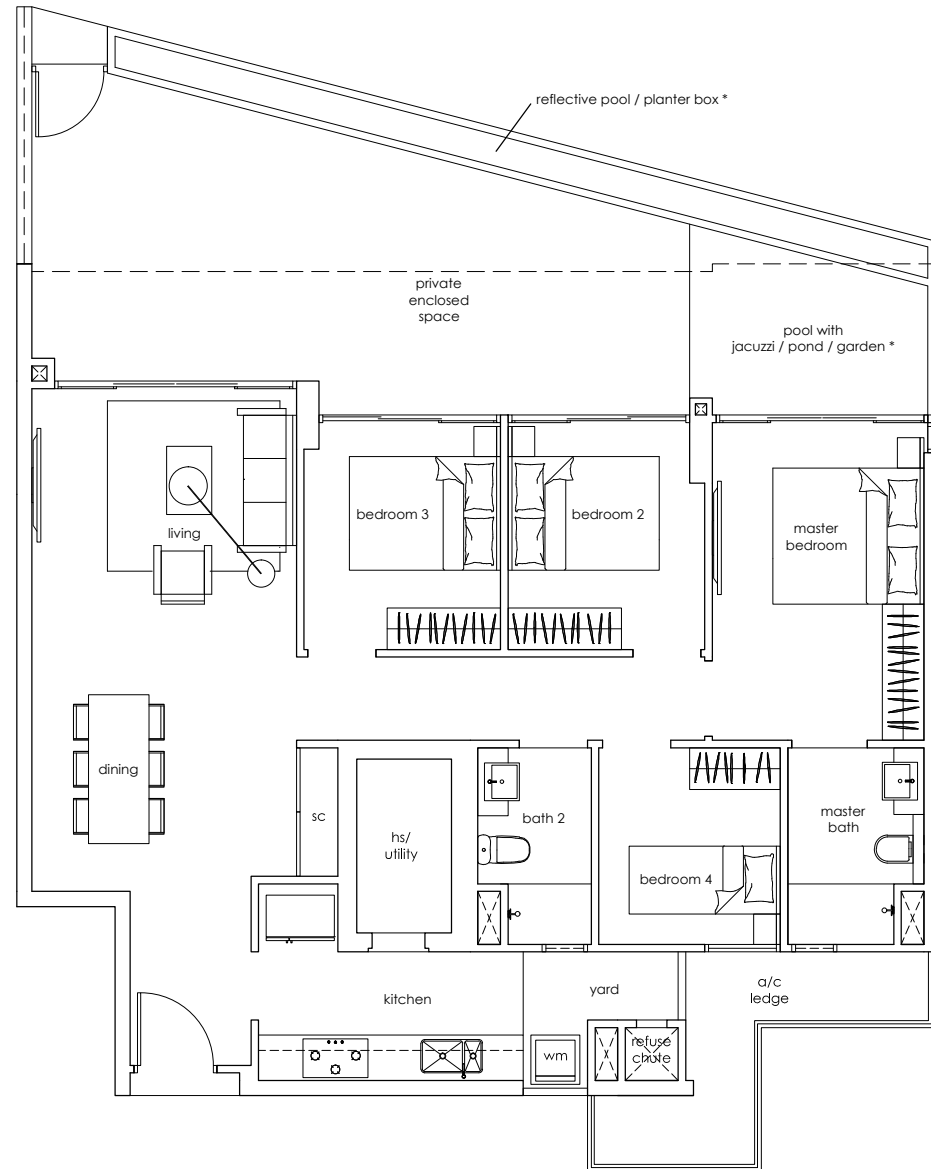 reflective pool / planter box *
private
enclosed
space
pool with
jacuzzi / pond / garden *
bedroom 3
bedroom 2
living
master
bedroom
dining
sc
hs/
utility
bath 2
master
bath
bedroom 4
kitchen
yard
a/c
ledge
wm
refuse
chute